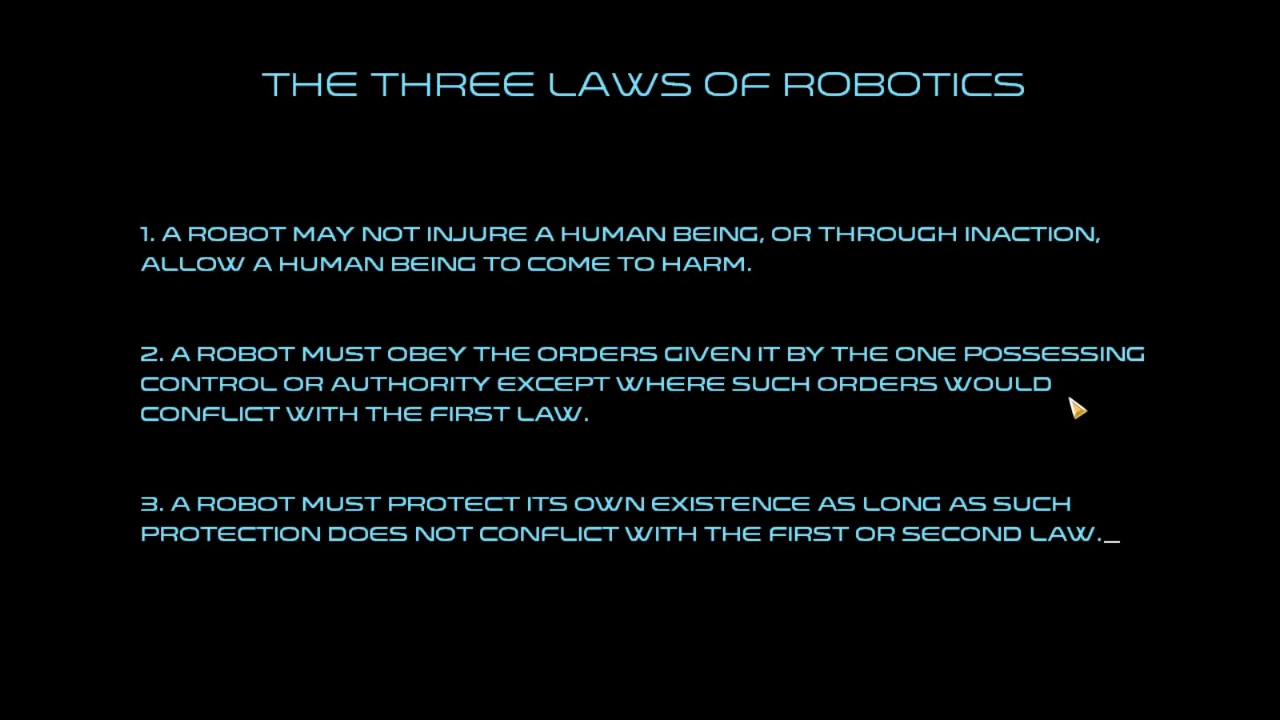 THE THREE LAWS OF ROBOTICS
1. A ROBOT MAY NOT INJURE A HUMAN BEING, OR THROUGH INACTION,
ALLOW A HUMAN BEING TO COME TO HARM.
2. A ROBOT MUST OBEY THE ORDERS GIVEN IT BY THE ONE POSSESSING
CONTROL OR AUTHORITY EXCEPT WHERE SUCH ORDERS WOULD
CONFLICT WITH THE FIRST LAW.
3. A ROBOT MUST PROTECT ITS OWN EXISTENCE AS LONG AS SUCH
PROTECTION DOES NOT CONFLICT WITH THE FIRST OR SECOND LAW._